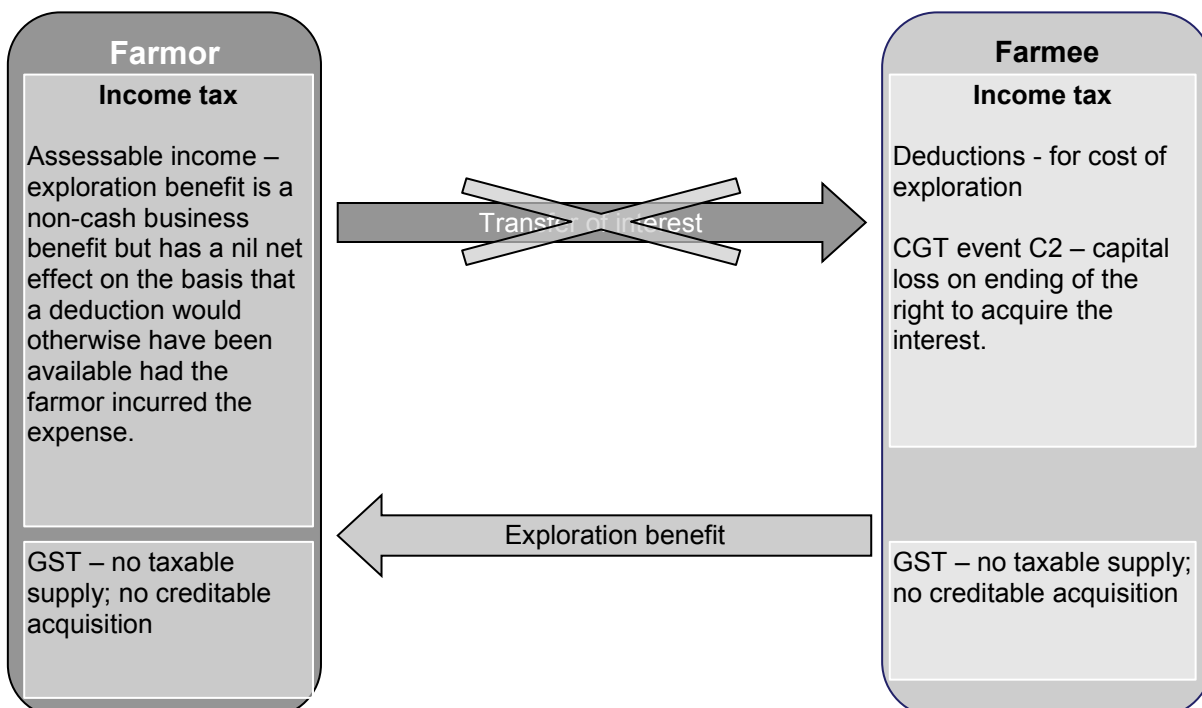 Farmor
Income tax
Assessable income –
exploration benefit is a
non-cash business
benefit but has a nil net
effect on the basis that
a deduction would
otherwise have been
available had the
farmor incurred the
expense.
GST – no taxable
supply; no creditable
acquisition
Transfer of interest
Exploration benefit
Farmee
Income tax
Deductions - for cost of
exploration
CGT event C2 – capital
loss on ending of the
right to acquire the
interest.
GST – no taxable supply;
no creditable acquisition